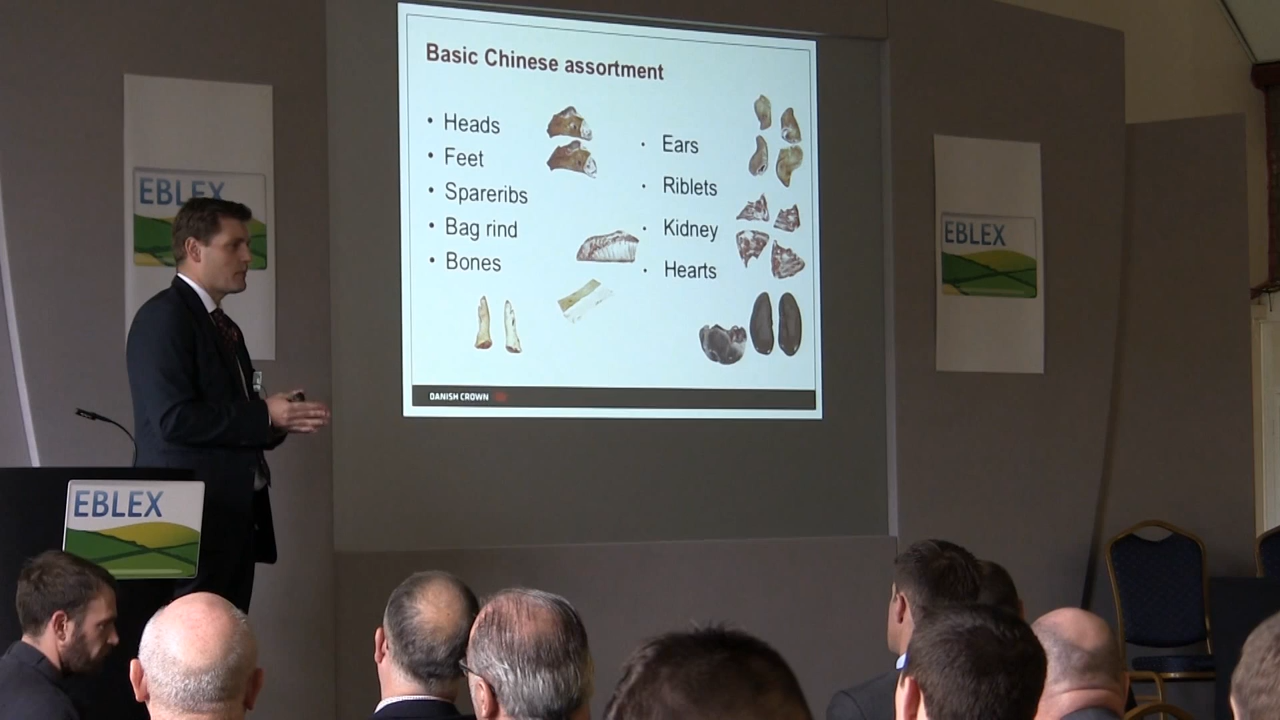 Basic Chinese assortment
• Heads
• Feet
• Spareribs
• Bag rind
• Bones
• Ears
• Riblets
• Kidney
• Hearts
DANISH CROWN
EBLEX
EBLEX
EBLEX